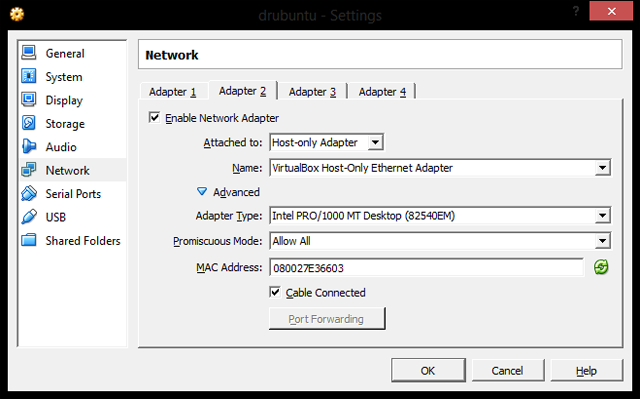 drubuntu - Settings
?
General
System
Display
Storage
Audio
Network
Serial Ports
USB
Shared Folders
Network
Adapter 1 Adapter 2 Adapter 3 Adapter 4
Enable Network Adapter
Attached to: Host-only Adapter
Name: VirtualBox Host-Only Ethernet Adapter
Advanced
Adapter Type: Intel PRO/1000 MT Desktop (82540EM)
Promiscuous Mode: Allow All
MAC Address: 080027E36603
Cable Connected
Port Forwarding
OK Cancel Help